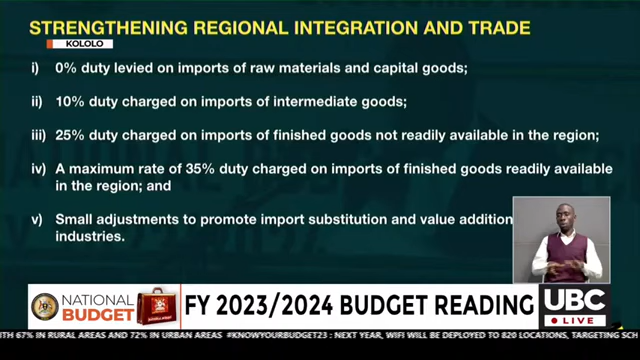 STRENGTHENING REGIONAL INTEGRATION AND TRADE
KOLOLO
i) 0% duty levied on imports of raw materials and capital goods;
ii) 10% duty charged on imports of intermediate goods;
iii) 25% duty charged on imports of finished goods not readily available in the region;
iv) A maximum rate of 35% duty charged on imports of finished goods readily available
in the region; and
v) Small adjustments to promote import substitution and value addition
industries.
NATIONAL
BUDGET
FY 2023/2024 BUDGET READING
UBC
LIVE
WITH 67% IN RURAL AREAS AND 72% IN URBAN AREAS #KNOWYOURBUDGET23 : NEXT YEAR, WIFI WILL BE DEPLOYED TO 820 LOCATIONS, TARGETING SCH